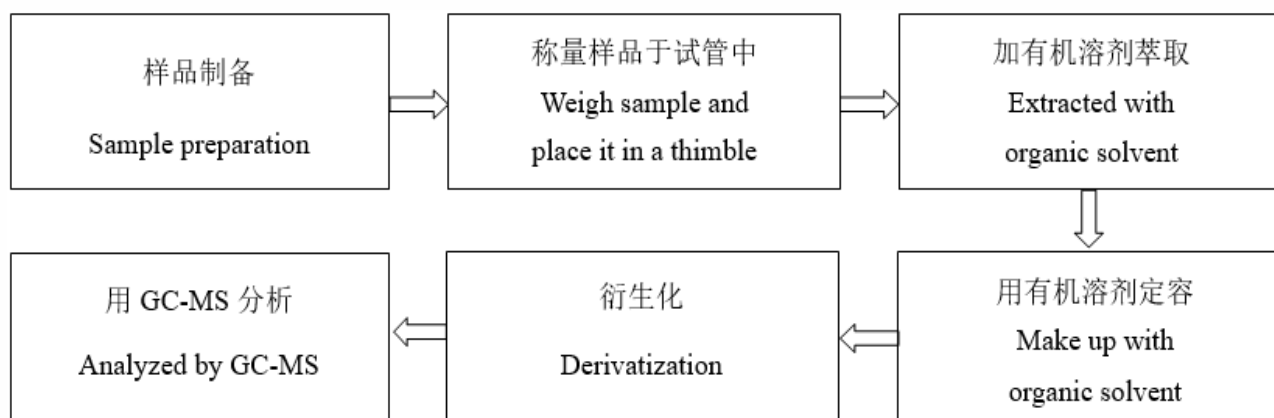 样品制备
Sample preparation
称量样品于试管中
Weigh sample and
place it in a thimble
加有机溶剂萃取
Extracted with
organic solvent
用有机溶剂定容
Make up with
organic solvent
衍生化
Derivatization
用 GC-MS 分析
Analyzed by GC-MS